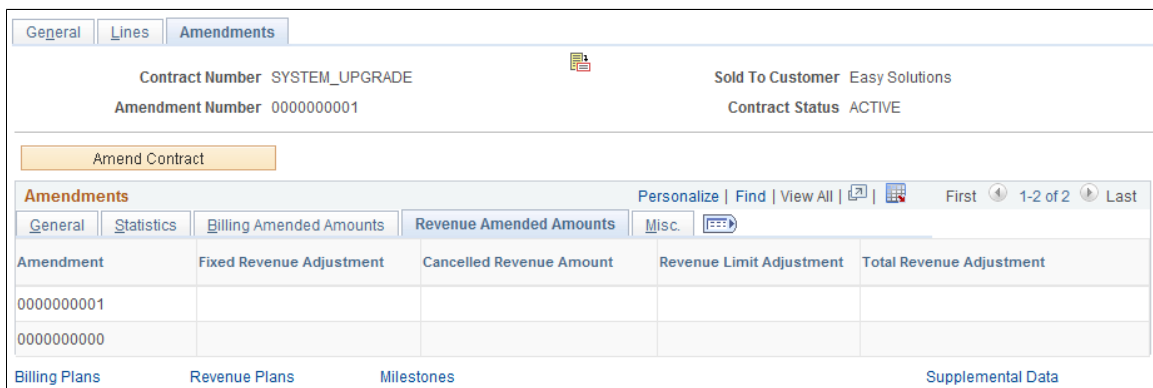 General Lines Amendments
Contract Number SYSTEM_UPGRADE Sold To Customer Easy Solutions
Amendment Number 0000000001 Contract Status ACTIVE
Amend Contract
Amendments Personalize | Find | View All | First 1-2 of 2 Last
General Statistics Billing Amended Amounts Revenue Amended Amounts Misc.
Amendment Fixed Revenue Adjustment Cancelled Revenue Amount Revenue Limit Adjustment Total Revenue Adjustment
0000000001
0000000000
Billing Plans Revenue Plans Milestones Supplemental Data